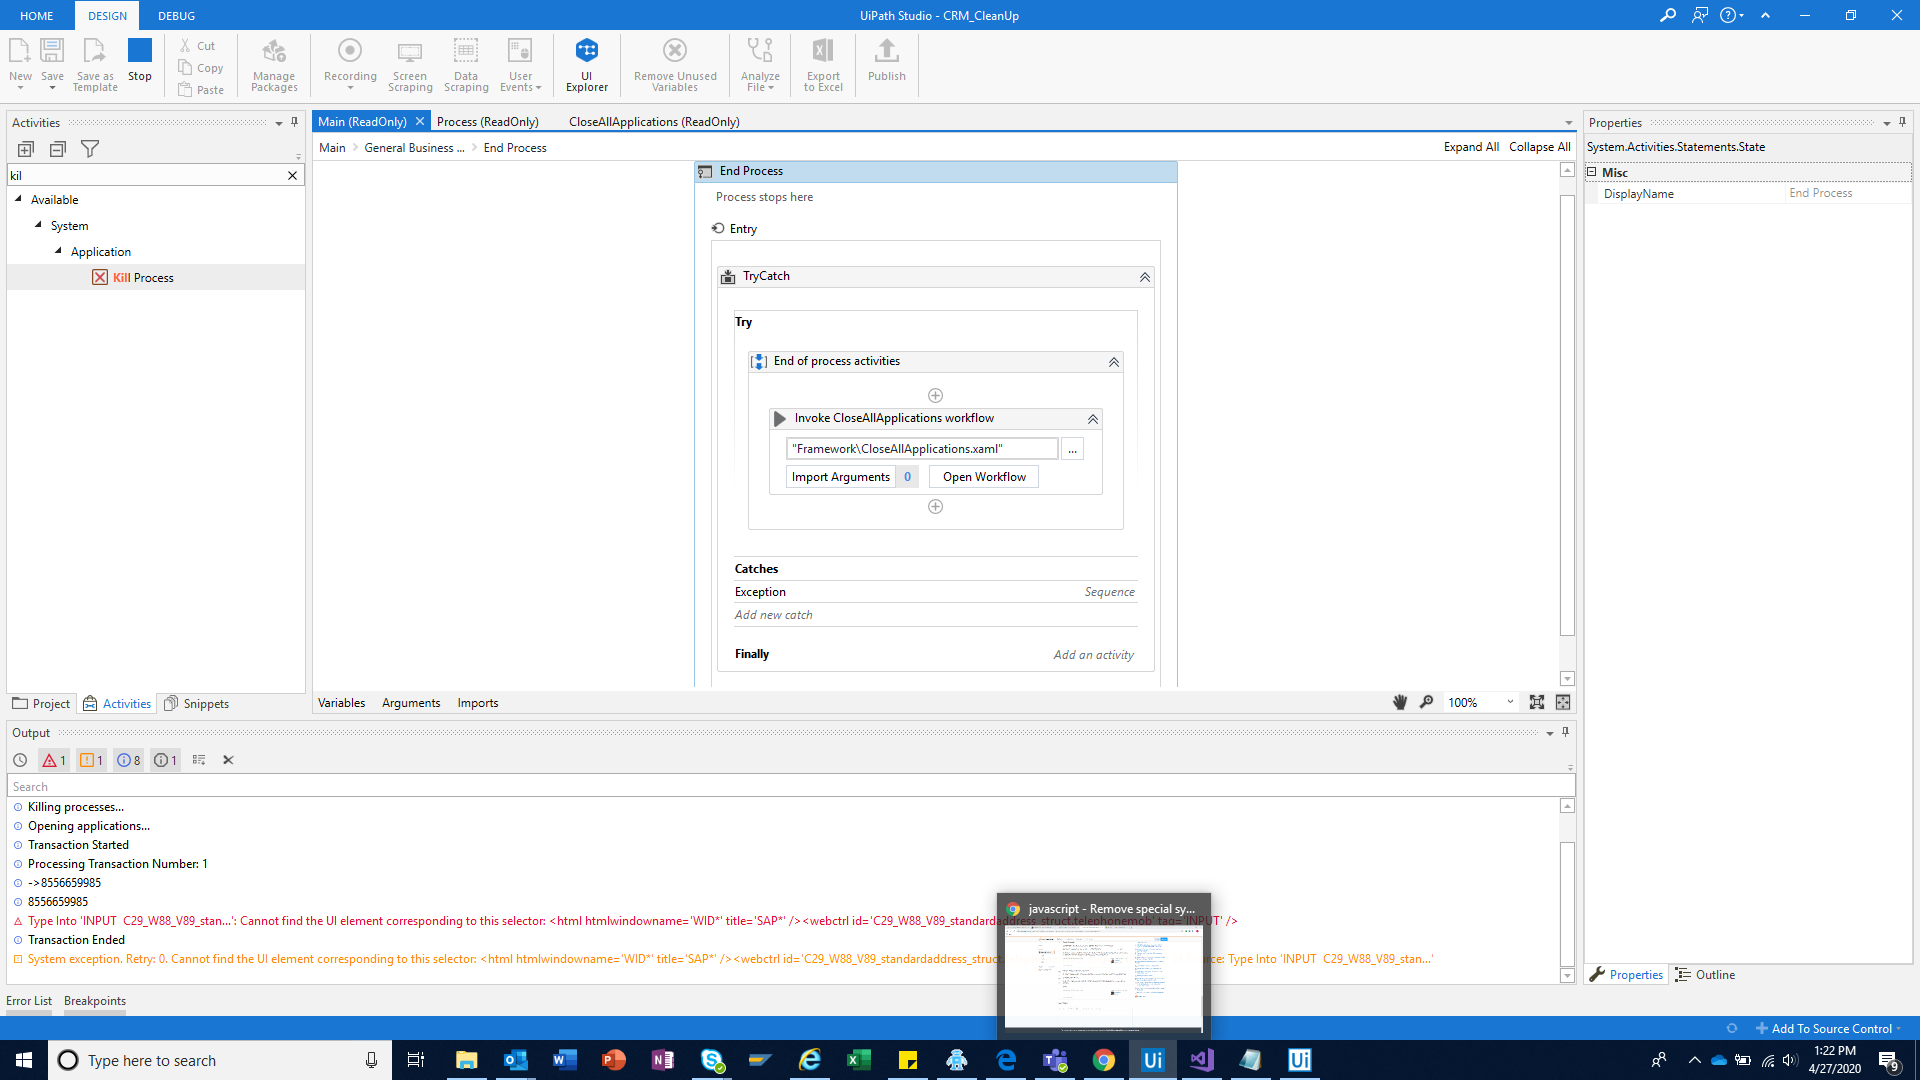 HOME
DESIGN
DEBUG
UiPath Studio - CRM_CleanUp
New
Save
Save as Template
Stop
Cut
Copy
Paste
Manage Packages
Recording
Screen Scraping
Data Scraping
User Events
UI Explorer
Remove Unused Variables
Analyze File
Export to Excel
Publish
Activities
kil
Available
System
Application
Kill Process
Project
Activities
Snippets
Main (ReadOnly)
Process (ReadOnly)
CloseAllApplications (ReadOnly)
Main
General Business ...
End Process
Expand All
Collapse All
End Process
Process stops here
Entry
TryCatch
Try
End of process activities
Invoke CloseAllApplications workflow
"Framework\CloseAllApplications.xaml"
...
Import Arguments 0
Open Workflow
Catches
Exception
Sequence
Add new catch
Finally
Add an activity
Variables
Arguments
Imports
100%
Properties
System.Activities.Statements.State
Misc
DisplayName
End Process
Properties
Outline
Output
1
1
8
1
Search
Killing processes...
Opening applications...
Transaction Started
Processing Transaction Number: 1
->8556659985
8556659985
Type Into 'INPUT  C29_W88_V89_stan...': Cannot find the UI element corresponding to this selector: <html htmlwindowname='WID*' title='SAP*' /><webctrl id='C29_W88_V89_standardaddress_struct.telephonemob' tag='INPUT' />
Transaction Ended
System exception. Retry: 0. Cannot find the UI element corresponding to this selector: <html htmlwindowname='WID*' title='SAP*' /><webctrl id='C29_W88_V89_standardaddress_struct. Source: Type Into 'INPUT  C29_W88_V89_stan...'
javascript - Remove special sy...
Error List
Breakpoints
Add To Source Control
Type here to search
Ui
Ui
1:22 PM
4/27/2020
9